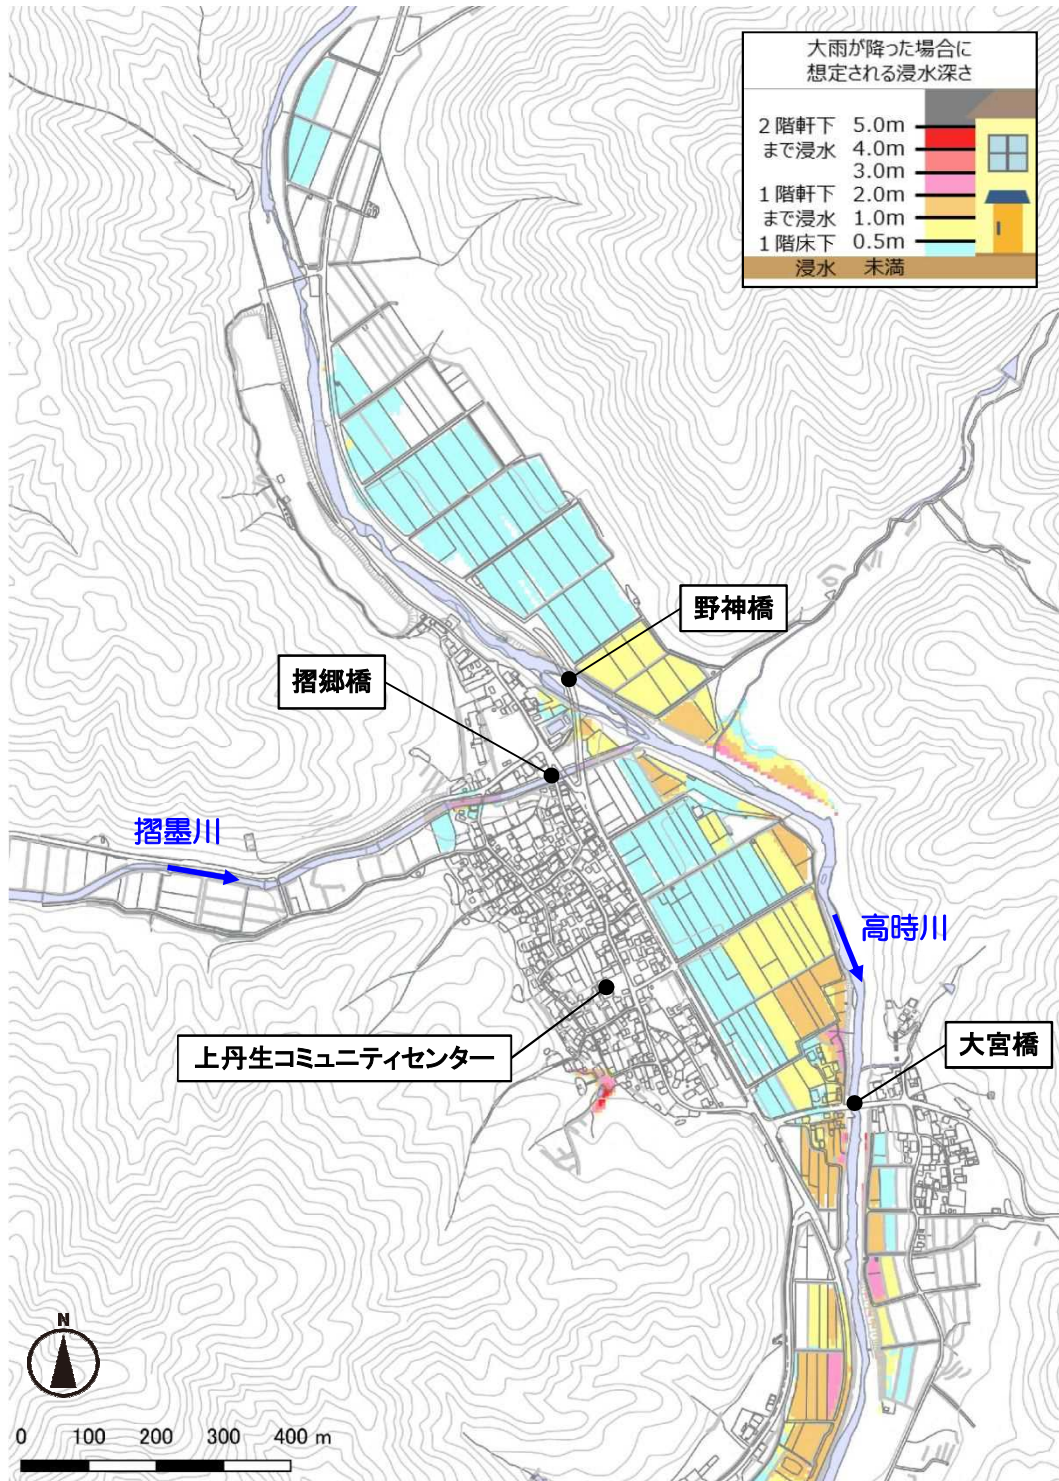 大雨が降った場合に
想定される浸水深さ
2階軒下 5.0m
まで浸水 4.0m
3.0m
1階軒下 2.0m
まで浸水 1.0m
1階床下 0.5m
浸水 未満
野神橋
摺郷橋
摺墨川
高時川
上丹生コミュニティセンター
大宮橋
N
0 100 200 300 400 m